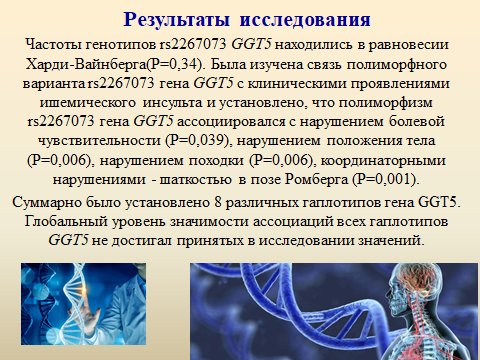 Результаты исследования
Частоты генотипов rs2267073 GGT5 находились в равновесии
Харди-Вайнберга(P=0,34). Была изучена связь полиморфного
варианта rs2267073 гена GGT5 с клиническими проявлениями
ишемического инсульта и установлено, что полиморфизм
rs2267073 гена GGT5 ассоциировался с нарушением болевой
чувствительности (P=0,039), нарушением положения тела
(P=0,006), нарушением походки (P=0,006), координаторными
нарушениями - шаткостью в позе Ромберга (P=0,001).
Суммарно было установлено 8 различных гаплотипов гена GGT5.
Глобальный уровень значимости ассоциаций всех гаплотипов
GGT5 не достигал принятых в исследовании значений.